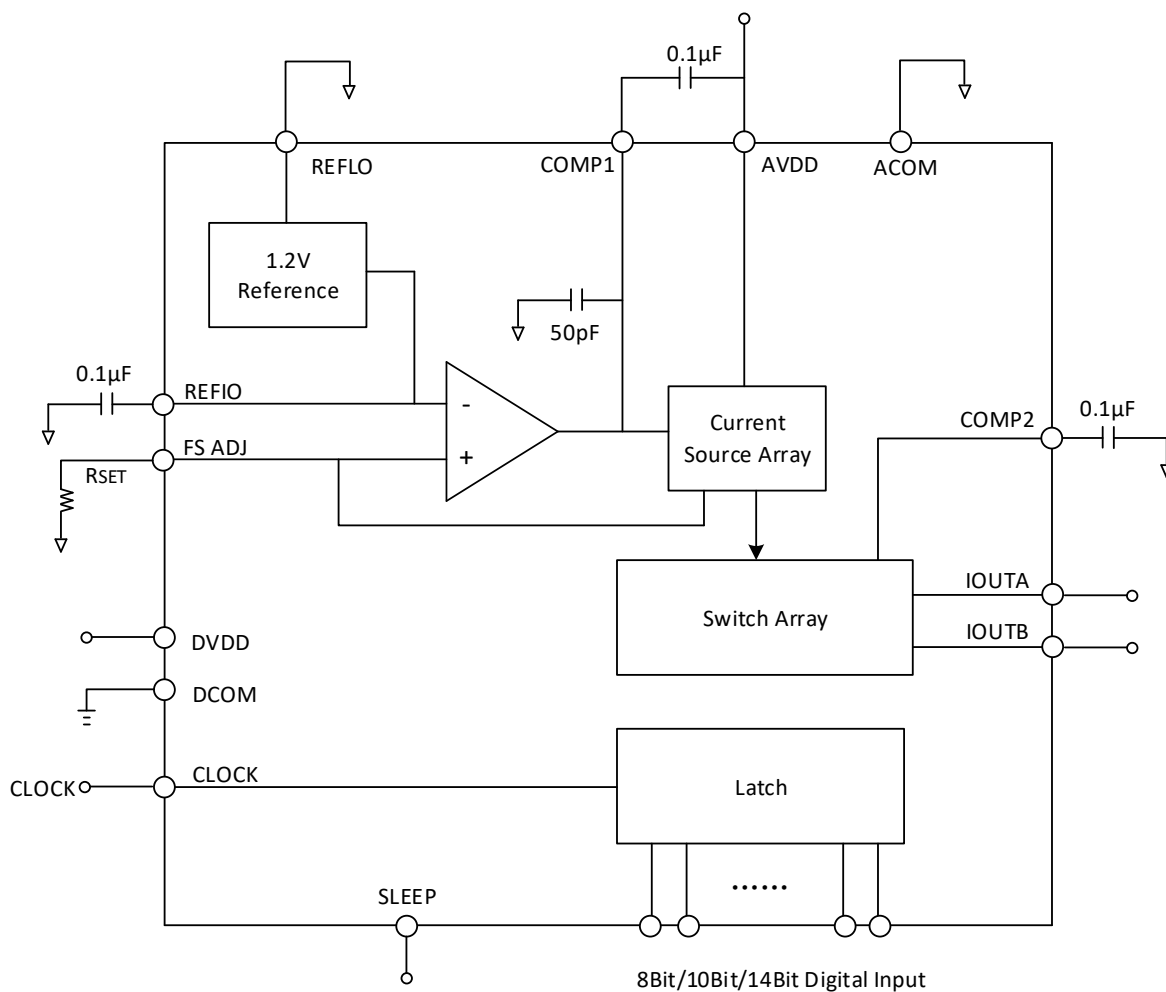 0.1µF
REFLO
COMP1
AVDD
ACOM
1.2V
Reference
50pF
0.1µF
REFIO
-
Current
Source Array
COMP2
0.1µF
FS ADJ
+
RSET
IOUTA
Switch Array
IOUTB
DVDD
DCOM
CLOCK
CLOCK
Latch
......
SLEEP
8Bit/10Bit/14Bit Digital Input